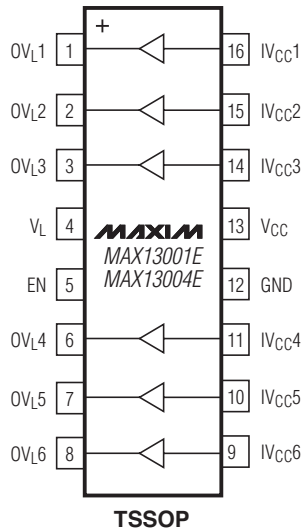 +
OVL1 1 16 IVCC1
OVL2 2 15 IVCC2
OVL3 3 14 IVCC3
VL 4 MAXIM 13 VCC
MAX13001E
MAX13004E
EN 5 12 GND
OVL4 6 11 IVCC4
OVL5 7 10 IVCC5
OVL6 8 9 IVCC6
TSSOP